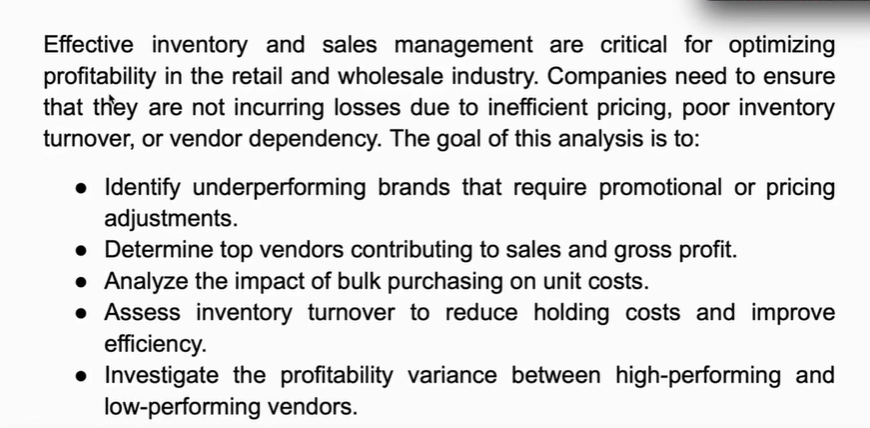 Effective inventory and sales management are critical for optimizing
profitability in the retail and wholesale industry. Companies need to ensure
that they are not incurring losses due to inefficient pricing, poor inventory
turnover, or vendor dependency. The goal of this analysis is to:
● Identify underperforming brands that require promotional or pricing
adjustments.
● Determine top vendors contributing to sales and gross profit.
● Analyze the impact of bulk purchasing on unit costs.
● Assess inventory turnover to reduce holding costs and improve
efficiency.
● Investigate the profitability variance between high-performing and
low-performing vendors.